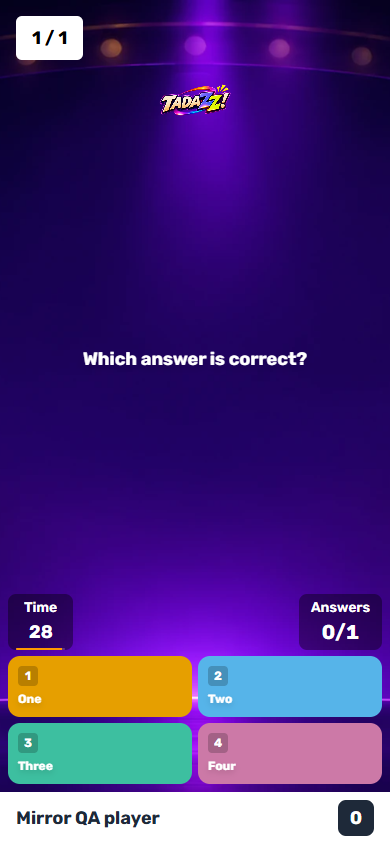 1 / 1
TADAZZ!
Which answer is correct?
Time
28
Answers
0/1
1
One
2
Two
3
Three
4
Four
Mirror QA player
0